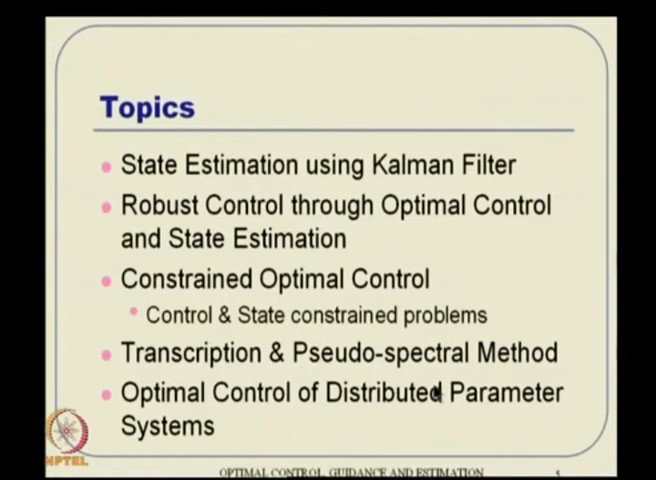 Topics
State Estimation using Kalman Filter
Robust Control through Optimal Control
and State Estimation
Constrained Optimal Control
Control & State constrained problems
Transcription & Pseudo-spectral Method
Optimal Control of Distributed Parameter
Systems
NPTEL
OPTIMAL CONTROL, GUIDANCE AND ESTIMATION